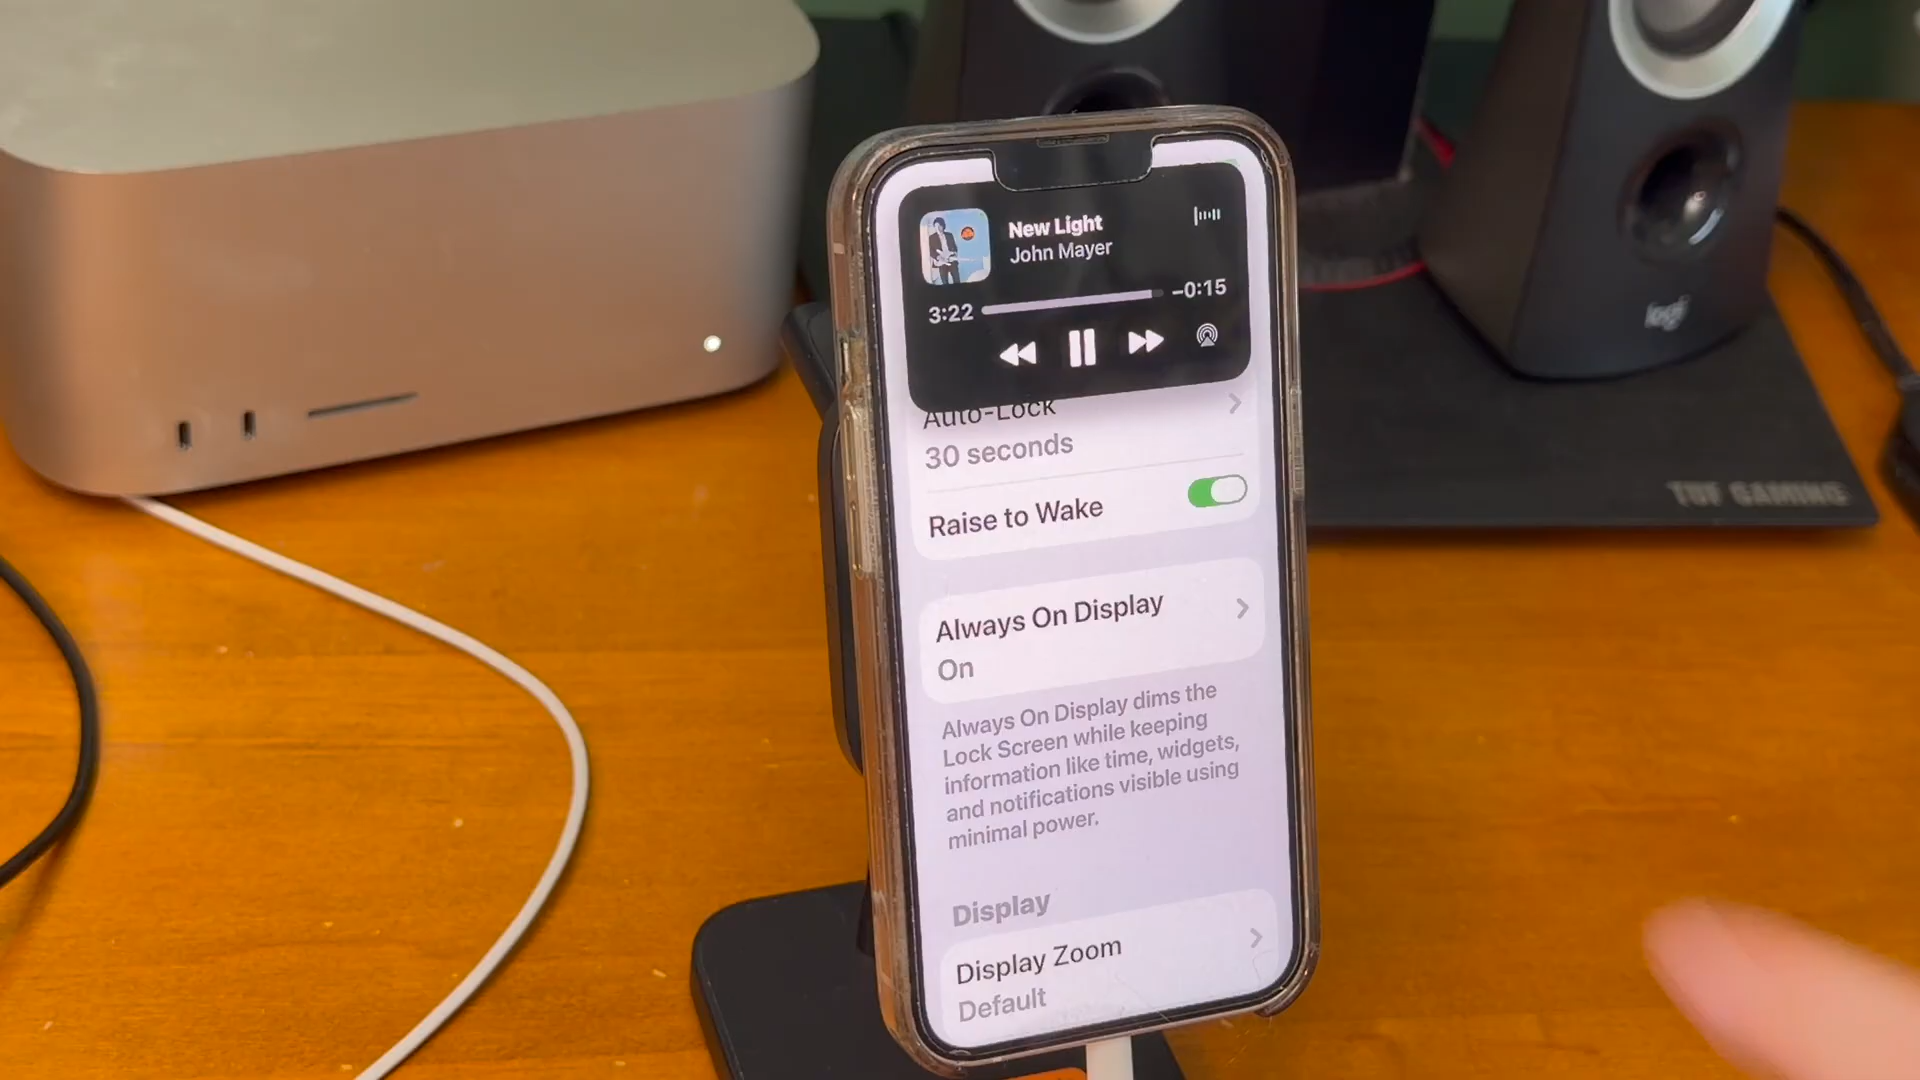 New Light
John Mayer
3:22
-0:15
Auto-Lock
30 seconds
Raise to Wake
Always On Display
On
Always On Display dims the
Lock Screen while keeping
information like time, widgets,
and notifications visible using
minimal power.
Display
Display Zoom
Default
logi
TUF GAMING